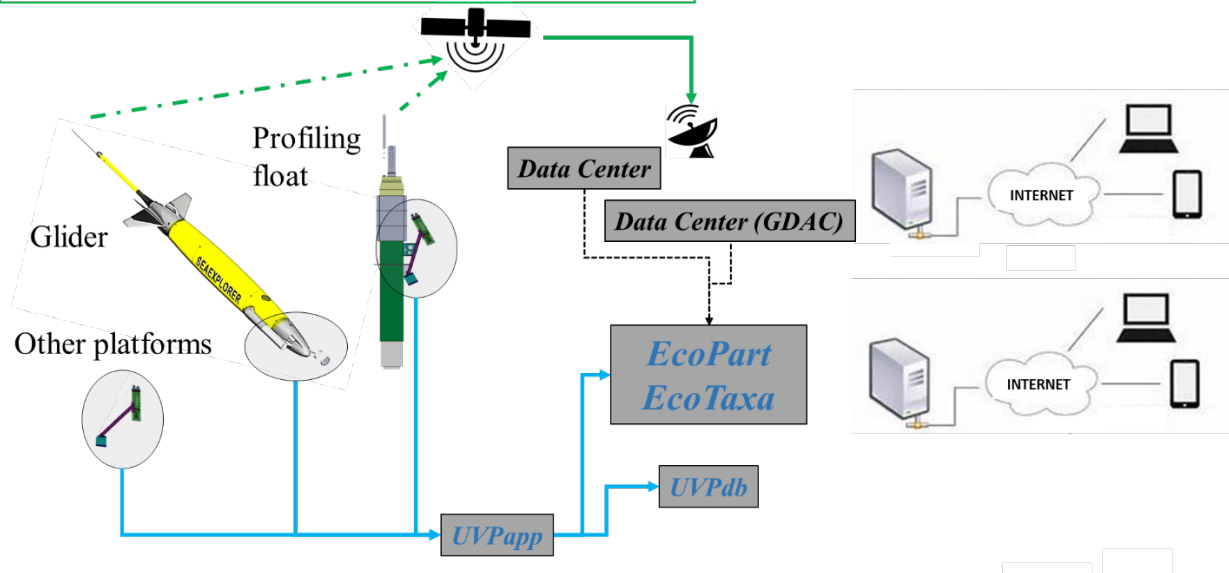 Profiling
float
Glider
SEAEXPLORER
Other platforms
Data Center
Data Center (GDAC)
EcoPart
EcoTaxa
UVPdb
UVPapp
INTERNET
INTERNET